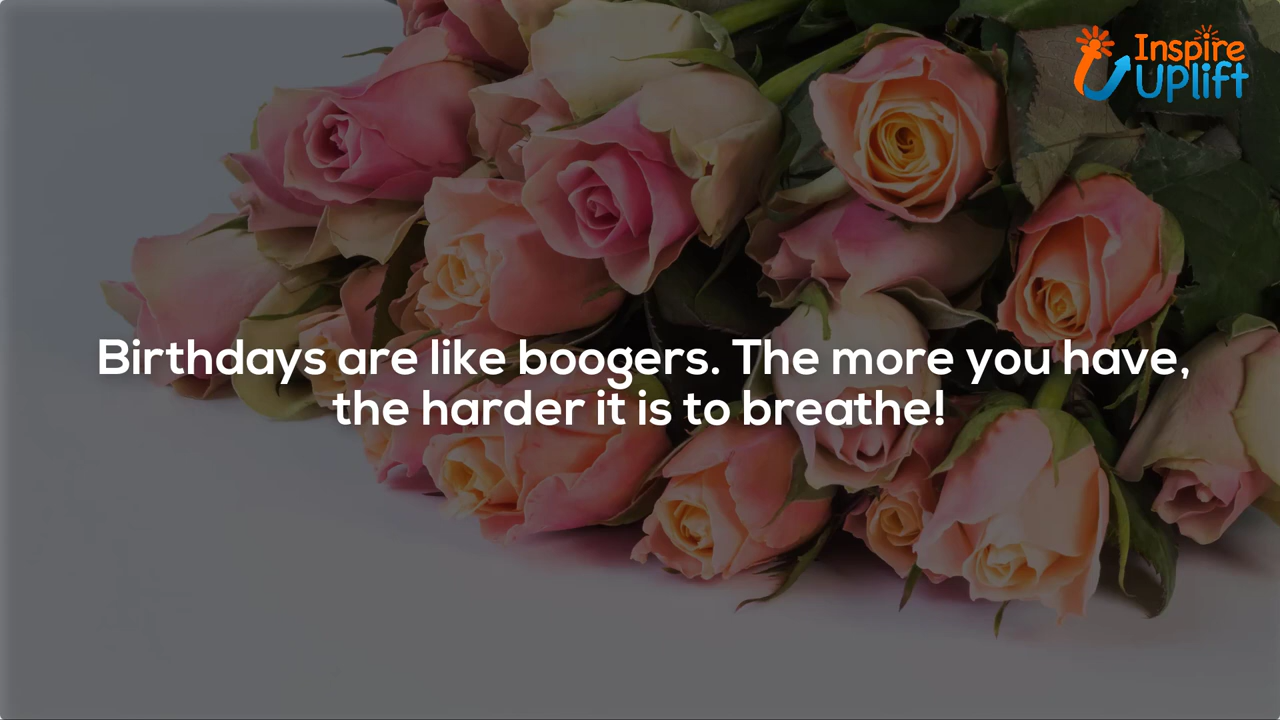 Inspire
Uplift
Birthdays are like boogers. The more you have,
the harder it is to breathe!